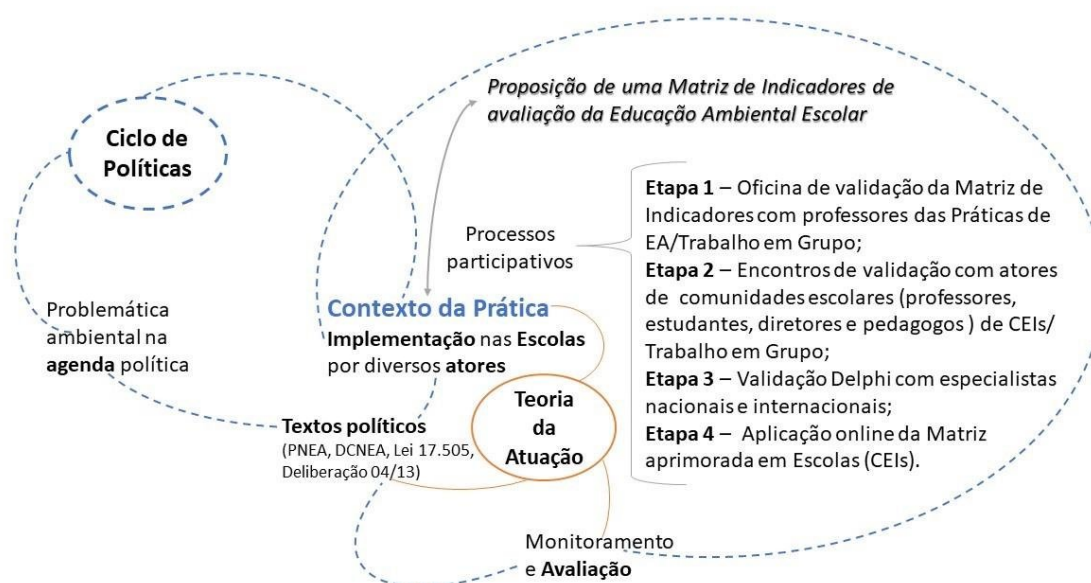 Ciclo de
Políticas
Proposição de uma Matriz de Indicadores de
avaliação da Educação Ambiental Escolar
Processos
participativos
Etapa 1 – Oficina de validação da Matriz de
Indicadores com professores das Práticas de
EA/Trabalho em Grupo;
Etapa 2 – Encontros de validação com atores
de comunidades escolares (professores,
estudantes, diretores e pedagogos ) de CEIs/
Trabalho em Grupo;
Etapa 3 – Validação Delphi com especialistas
nacionais e internacionais;
Etapa 4 – Aplicação online da Matriz
aprimorada em Escolas (CEIs).
Problemática
ambiental na
agenda política
Contexto da Prática
Implementação nas Escolas
por diversos atores
Teoria
da
Atuação
Textos políticos
(PNEA, DCNEA, Lei 17.505,
Deliberação 04/13)
Monitoramento
e Avaliação